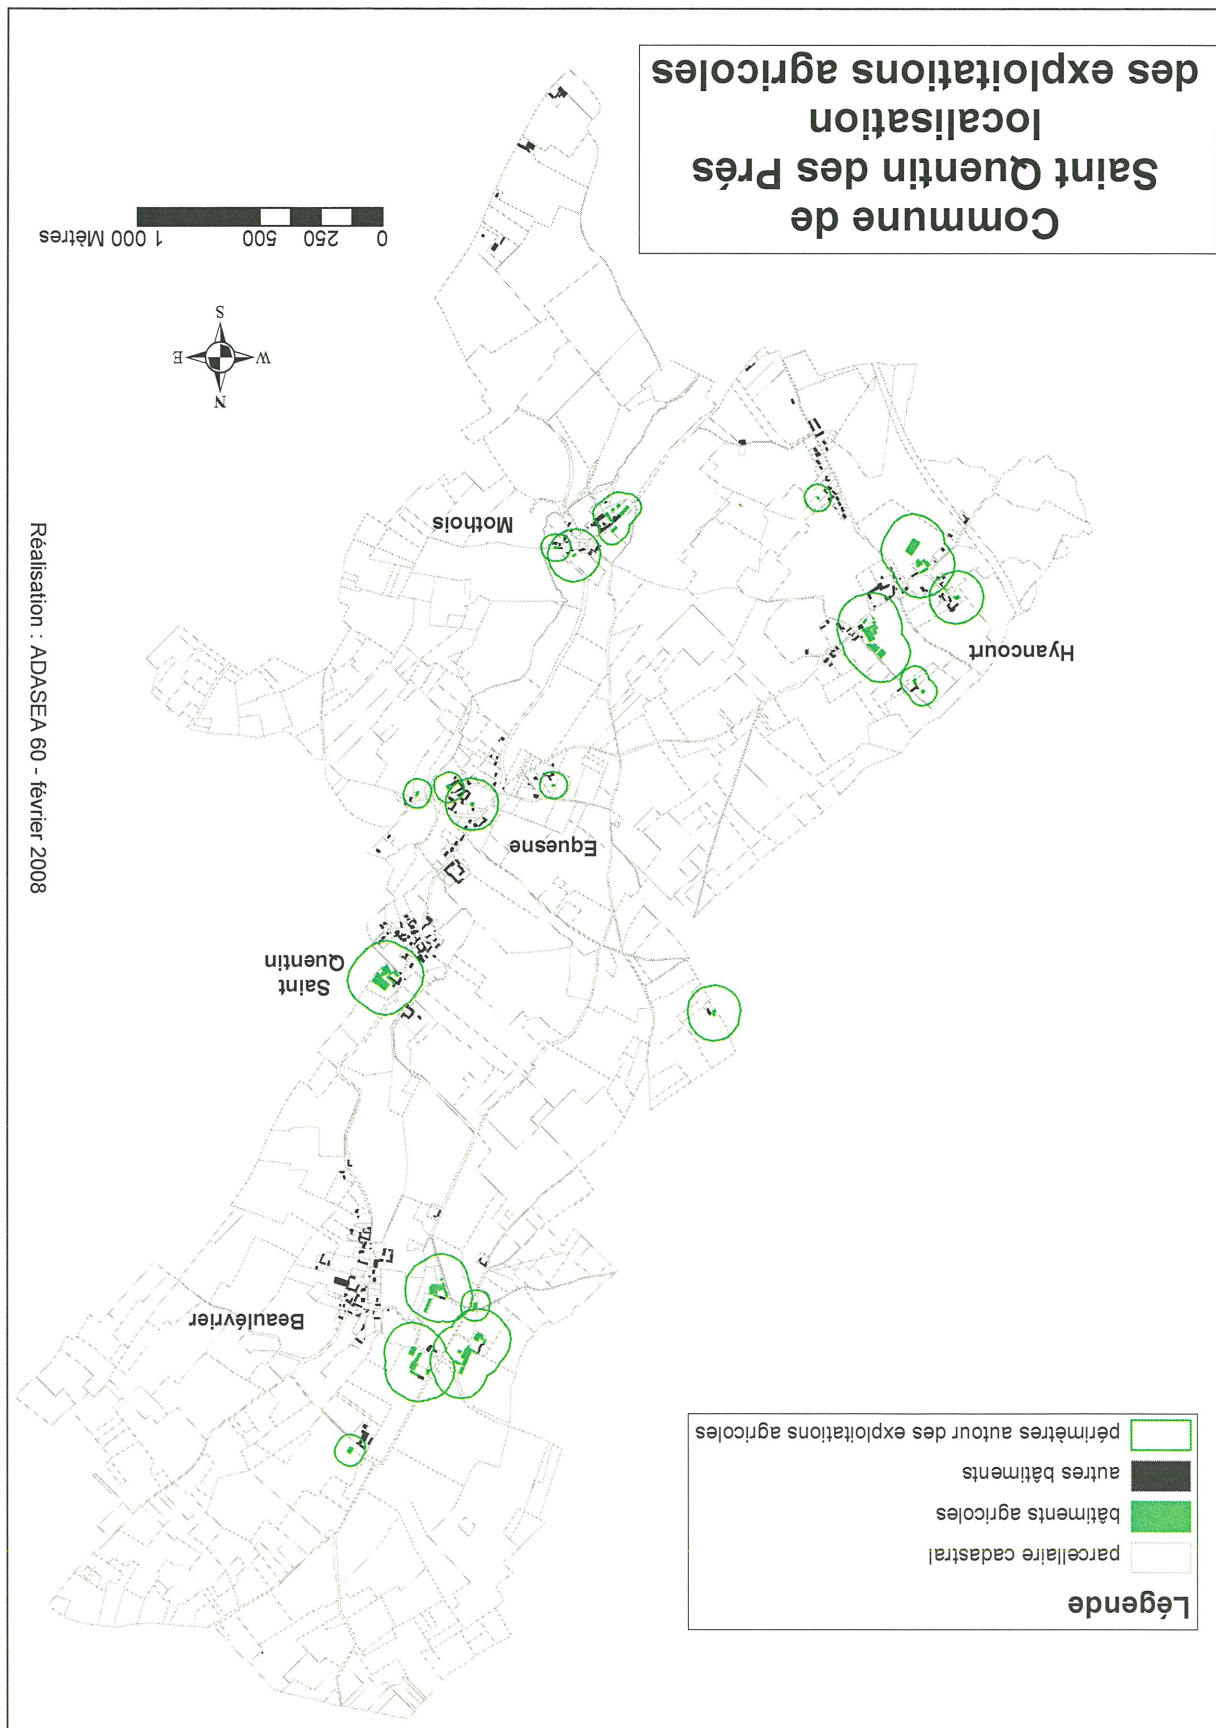 Commune de
Saint Quentin des Prés
localisation
des exploitations agricoles
0 250 500 1 000 Mètres
N
W E
S
Mothois
Hyancourt
Equesne
Saint
Quentin
Beaulévrier
Légende
parcellaire cadastral
bâtiments agricoles
autres bâtiments
périmètres autour des exploitations agricoles
Réalisation : ADASEA 60 - février 2008